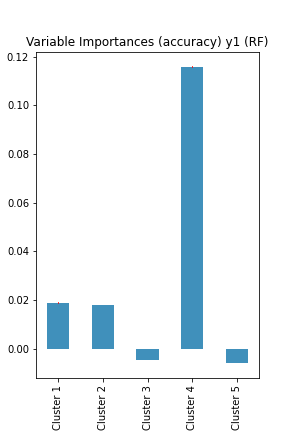 Variable Importances (accuracy) y1 (RF)
0.12
0.10
0.08
0.06
0.04
0.02
0.00
Cluster 1
Cluster 2
Cluster 3
Cluster 4
Cluster 5